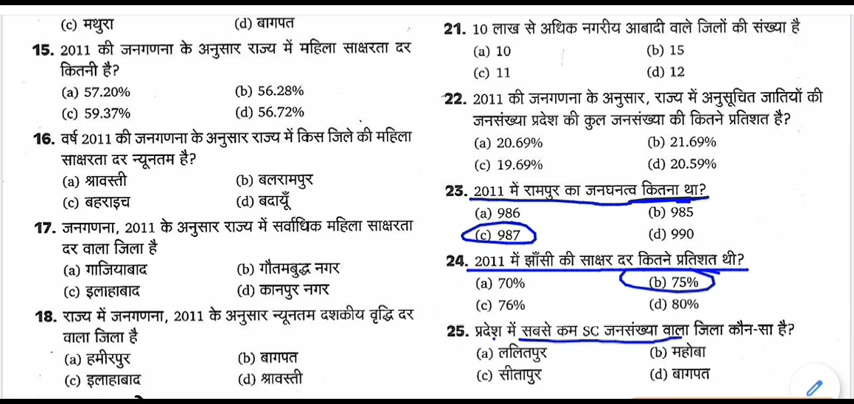 (c) मथुरा (d) बागपत
15. 2011 की जनगणना के अनुसार राज्य में महिला साक्षरता दर
कितनी है?
(a) 57.20% (b) 56.28%
(c) 59.37% (d) 56.72%
16. वर्ष 2011 की जनगणना के अनुसार राज्य में किस जिले की महिला
साक्षरता दर न्यूनतम है?
(a) श्रावस्ती (b) बलरामपुर
(c) बहराइच (d) बदायूँ
17. जनगणना, 2011 के अनुसार राज्य में सर्वाधिक महिला साक्षरता
दर वाला जिला है
(a) गाजियाबाद (b) गौतमबुद्ध नगर
(c) इलाहाबाद (d) कानपुर नगर
18. राज्य में जनगणना, 2011 के अनुसार न्यूनतम दशकीय वृद्धि दर
वाला जिला है
(a) हमीरपुर (b) बागपत
(c) इलाहाबाद (d) श्रावस्ती
21. 10 लाख से अधिक नगरीय आबादी वाले जिलों की संख्या है
(a) 10 (b) 15
(c) 11 (d) 12
22. 2011 की जनगणना के अनुसार, राज्य में अनुसूचित जातियों की
जनसंख्या प्रदेश की कुल जनसंख्या की कितने प्रतिशत है?
(a) 20.69% (b) 21.69%
(c) 19.69% (d) 20.59%
23. 2011 में रामपुर का जनघनत्व कितना था?
(a) 986 (b) 985
(c) 987 (d) 990
24. 2011 में झाँसी की साक्षर दर कितने प्रतिशत थी?
(a) 70% (b) 75%
(c) 76% (d) 80%
25. प्रदेश में सबसे कम SC जनसंख्या वाला जिला कौन-सा है?
(a) ललितपुर (b) महोबा
(c) सीतापुर (d) बागपत